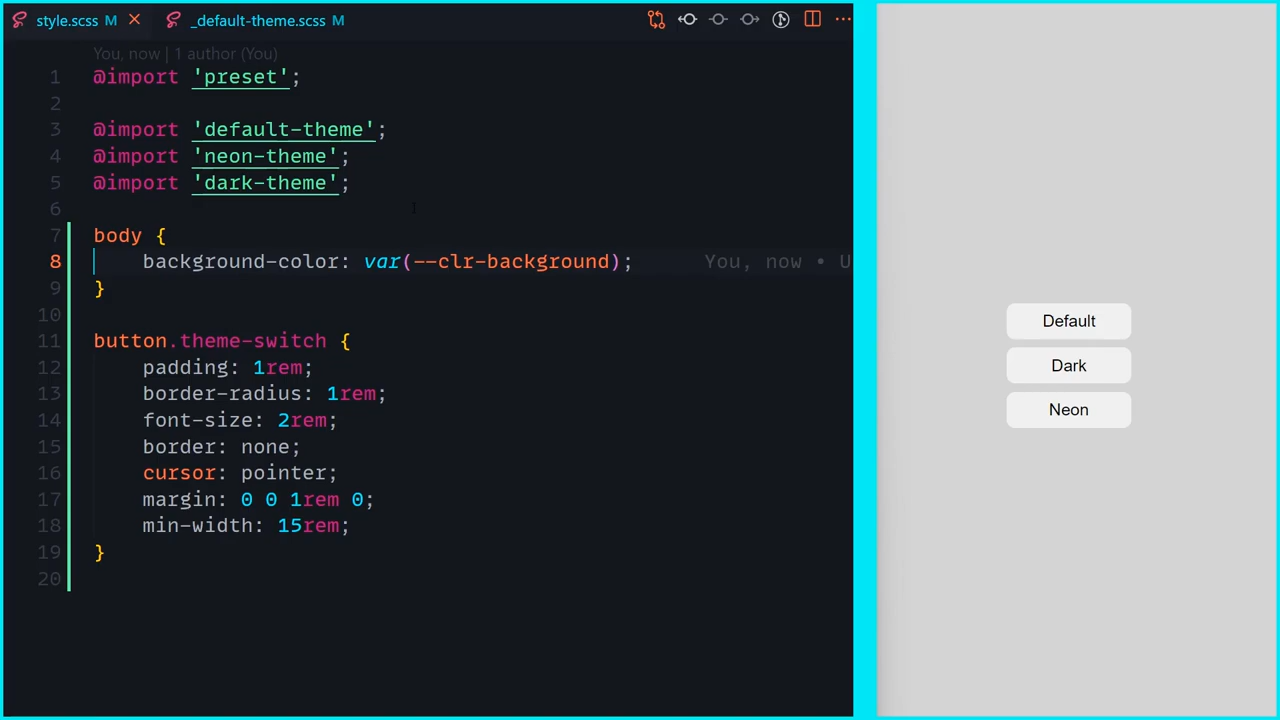 style.scss M
_default-theme.scss M
You, now | 1 author (You)
1 @import 'preset';
2
3 @import 'default-theme';
4 @import 'neon-theme';
5 @import 'dark-theme';
6
7 body {
8 background-color: var(--clr-background); You, now • U
9 }
10
11 button.theme-switch {
12 padding: 1rem;
13 border-radius: 1rem;
14 font-size: 2rem;
15 border: none;
16 cursor: pointer;
17 margin: 0 0 1rem 0;
18 min-width: 15rem;
19 }
20
Default
Dark
Neon